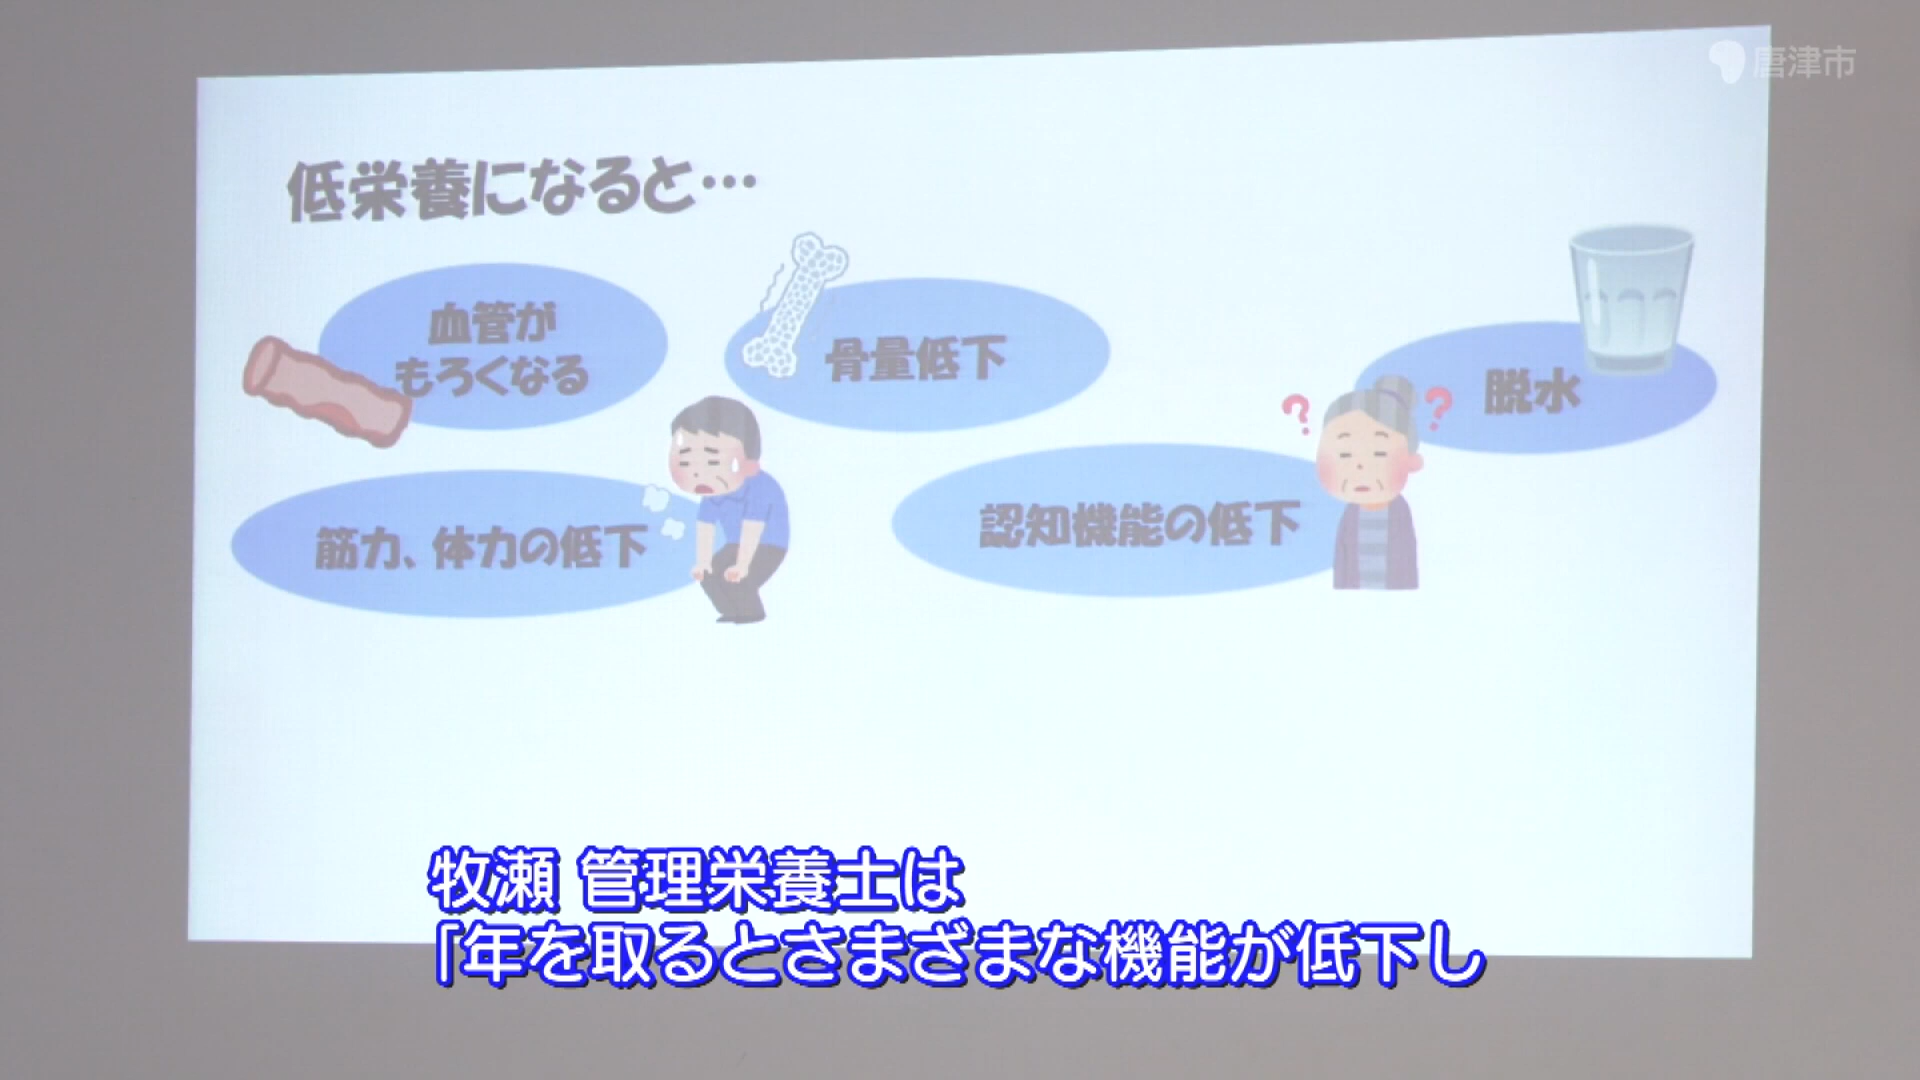 唐津市
低栄養になると…
血管が
もろくなる
骨量低下
脱水
筋力、体力の低下
認知機能の低下
? ?
牧瀬 管理栄養士は
「年を取るとさまざまな機能が低下し